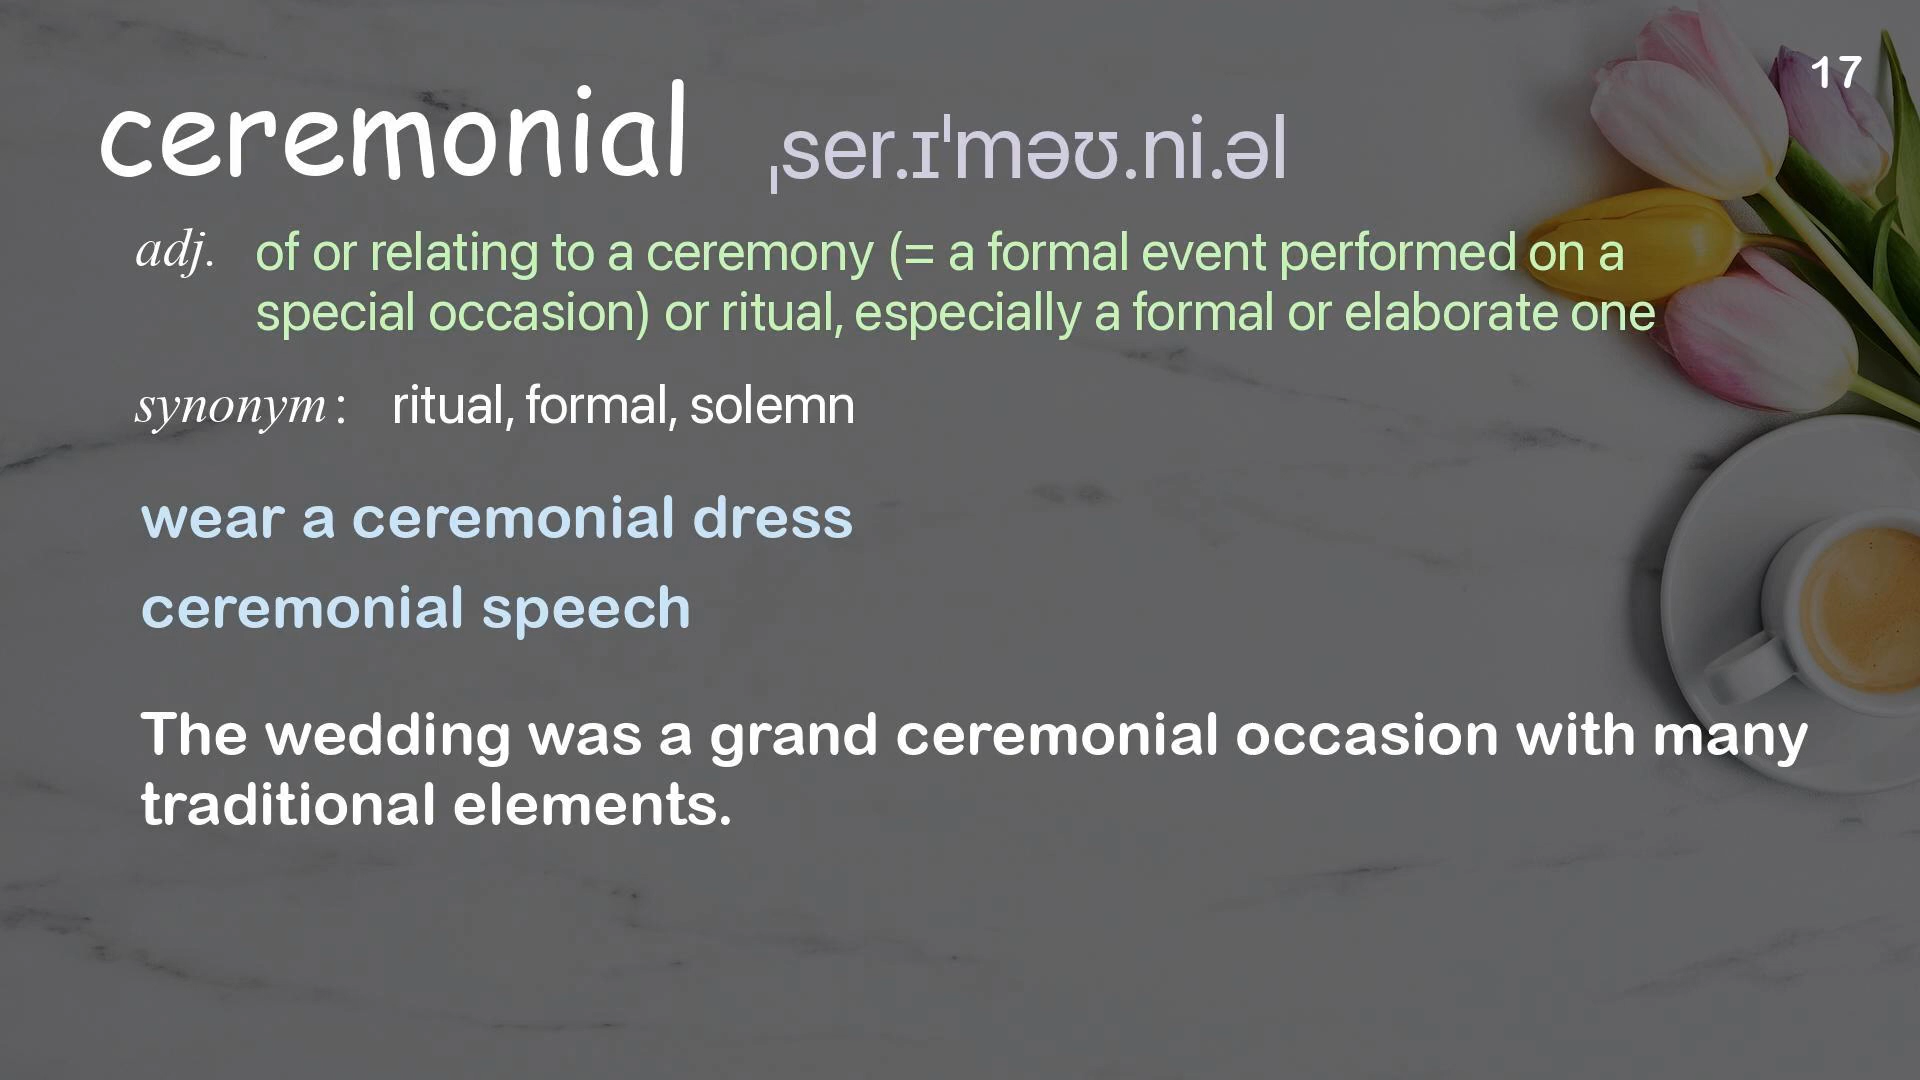 17
ceremonial ˌser.ɪˈməʊ.ni.əl
adj. of or relating to a ceremony (= a formal event performed on a
special occasion) or ritual, especially a formal or elaborate one
synonym: ritual, formal, solemn
wear a ceremonial dress
ceremonial speech
The wedding was a grand ceremonial occasion with many
traditional elements.